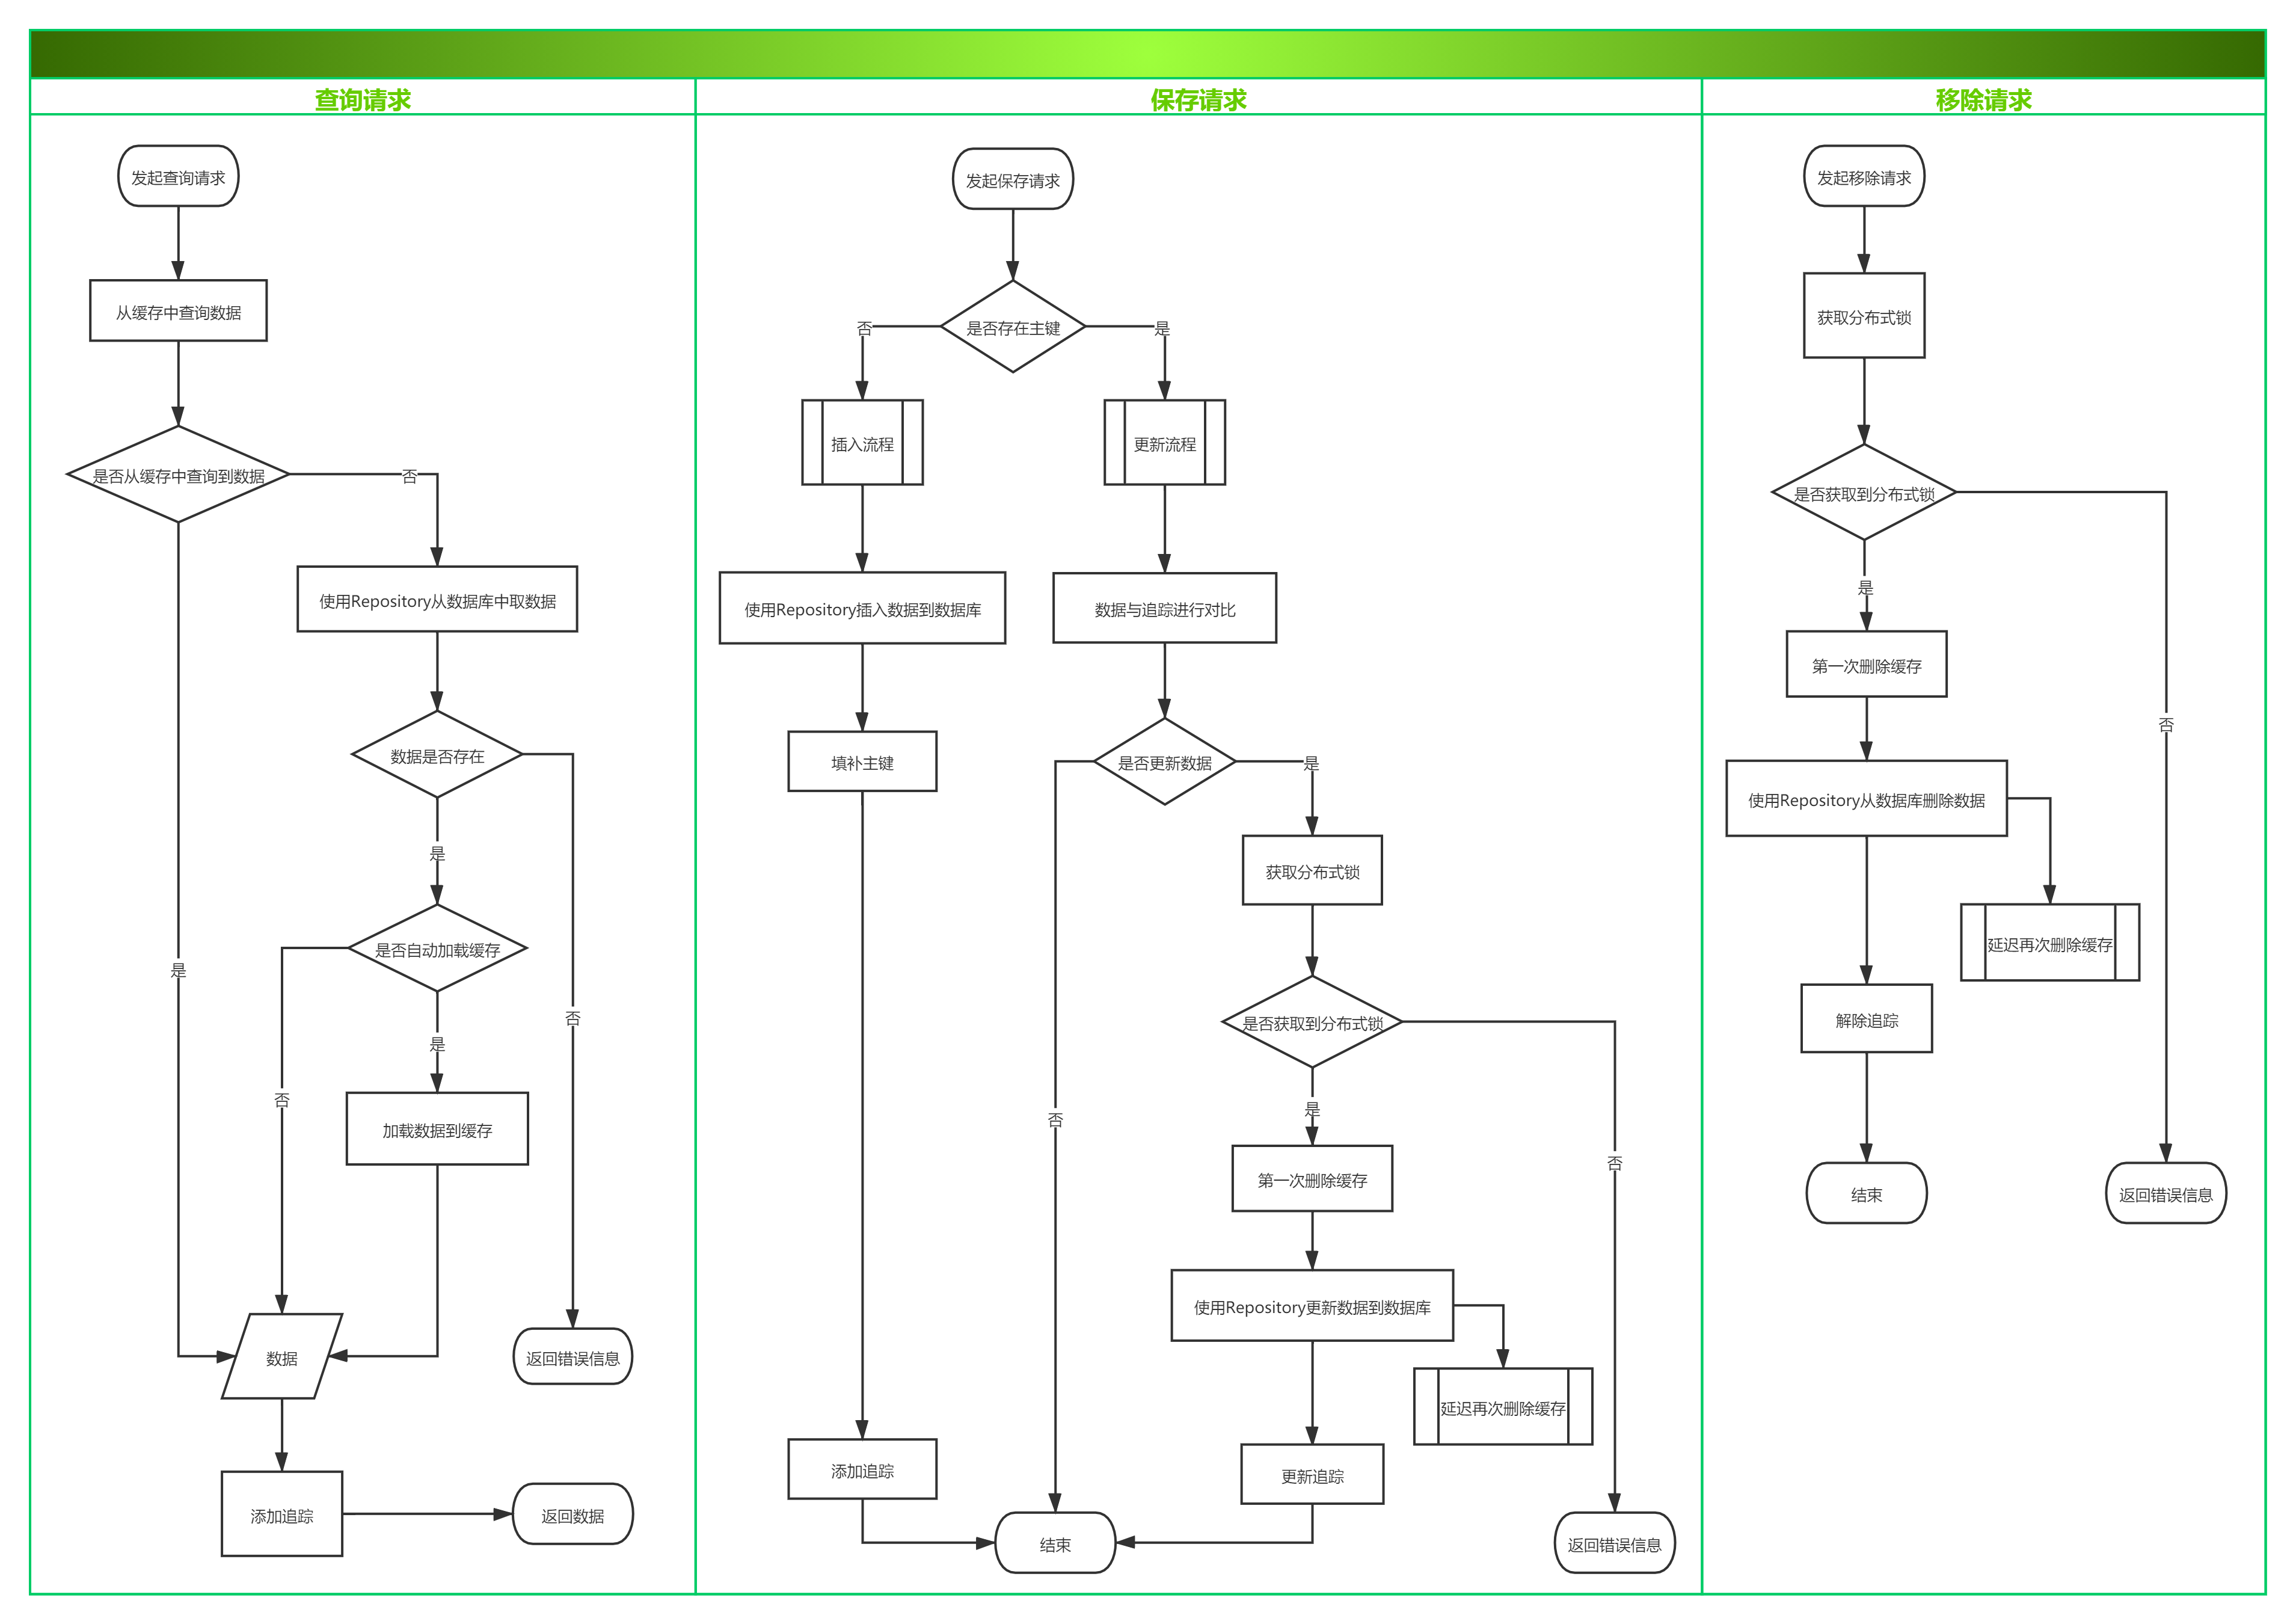 查询请求
保存请求
移除请求
发起查询请求
从缓存中查询数据
是否从缓存中查询到数据
否
使用Repository从数据库中取数据
数据是否存在
是
是否自动加载缓存
是
是
否
否
加载数据到缓存
数据
返回错误信息
添加追踪
返回数据
发起保存请求
是否存在主键
否
是
插入流程
更新流程
使用Repository插入数据到数据库
数据与追踪进行对比
填补主键
是否更新数据
是
获取分布式锁
是否获取到分布式锁
否
是
否
第一次删除缓存
使用Repository更新数据到数据库
延迟再次删除缓存
添加追踪
更新追踪
结束
返回错误信息
发起移除请求
获取分布式锁
是否获取到分布式锁
是
否
第一次删除缓存
使用Repository从数据库删除数据
延迟再次删除缓存
解除追踪
结束
返回错误信息